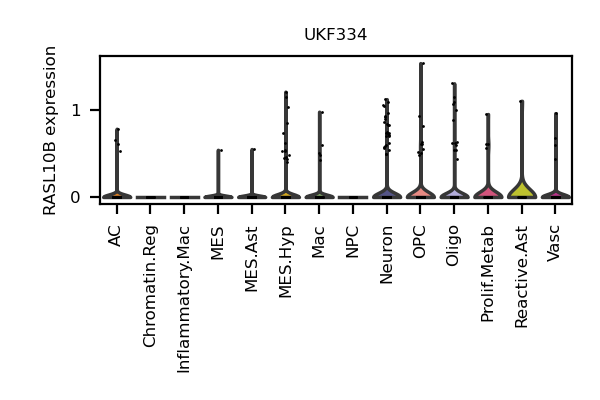 UKF334
RASL10B expression
1
0
AC
Chromatin.Reg
Inflammatory.Mac
MES
MES.Ast
MES.Hyp
Mac
NPC
Neuron
OPC
Oligo
Prolif.Metab
Reactive.Ast
Vasc